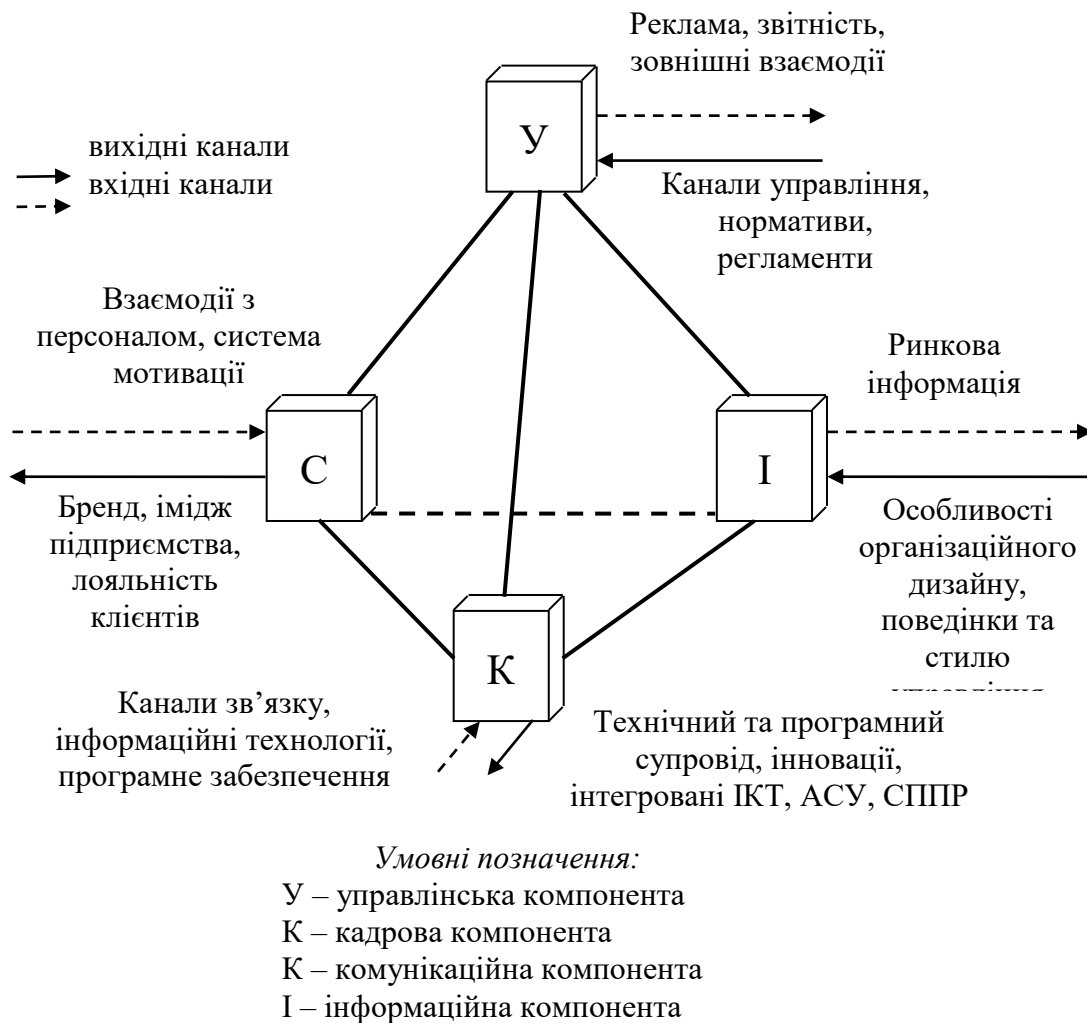 Реклама, звітність,
зовнішні взаємодії
У
вихідні канали
вхідні канали
Канали управління,
нормативи,
регламенти
Взаємодії з
персоналом, система
мотивації
Ринкова
інформація
С
І
Бренд, імідж
підприємства,
лояльність
клієнтів
Особливості
організаційного
дизайну,
поведінки та
стилю
К
Канали зв’язку,
інформаційні технології,
програмне забезпечення
Технічний та програмний
супровід, інновації,
інтегровані ІКТ, АСУ, СППР
Умовні позначення:
У – управлінська компонента
К – кадрова компонента
К – комунікаційна компонента
І – інформаційна компонента